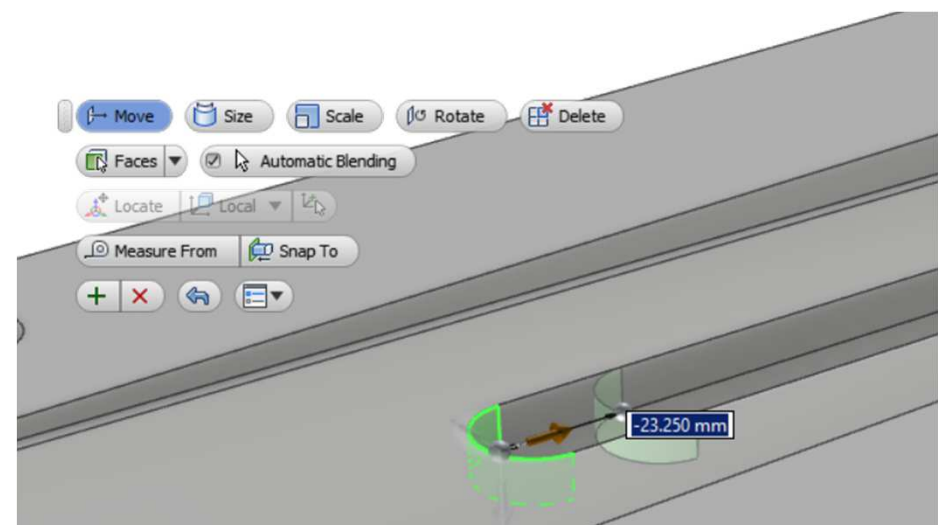 Move Size Scale Rotate Delete
Faces Automatic Blending
Locate Local
Measure From Snap To
-23.250 mm